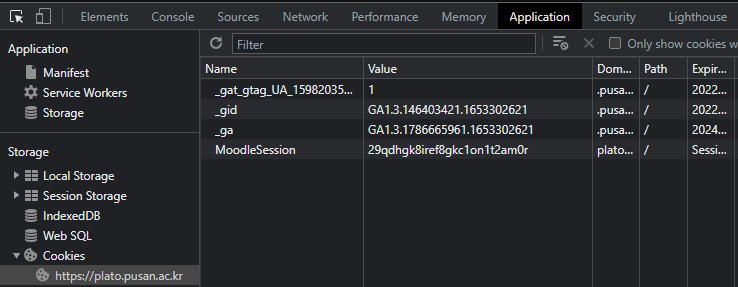 Elements Console Sources Network Performance Memory Application Security Lighthouse
Application
Manifest
Service Workers
Storage
Storage
Local Storage
Session Storage
IndexedDB
Web SQL
Cookies
https://plato.pusan.ac.kr
Filter Only show cookies w
Name Value Dom... Path Expir...
_gat_gtag_UA_15982035... 1 .pusa... / 2022...
_gid GA1.3.146403421.1653302621 .pusa... / 2022...
_ga GA1.3.1786665961.1653302621 .pusa... / 2024...
MoodleSession 29qdhgk8iref8gkc1on1t2am0r plato... / Sessi...